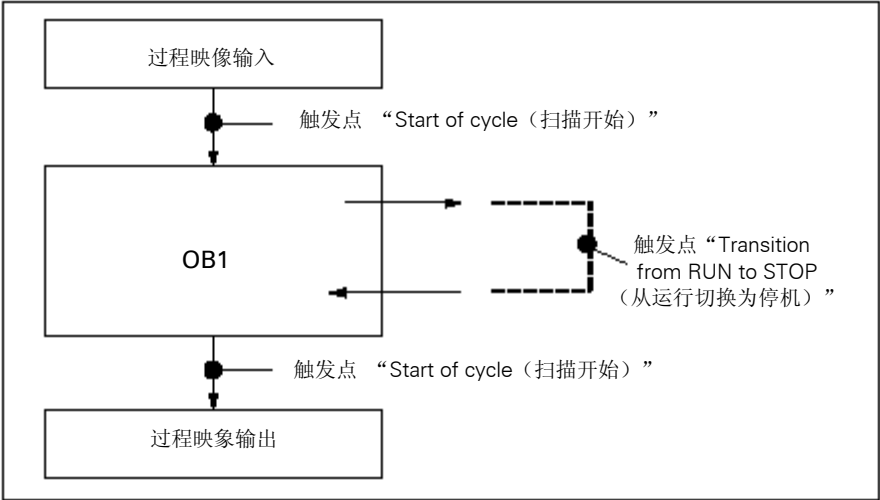 过程映像输入
触发点 “Start of cycle（扫描开始）”
OB1
触发点“Transition
from RUN to STOP
（从运行切换为停机）”
触发点 “Start of cycle（扫描开始）”
过程映象输出